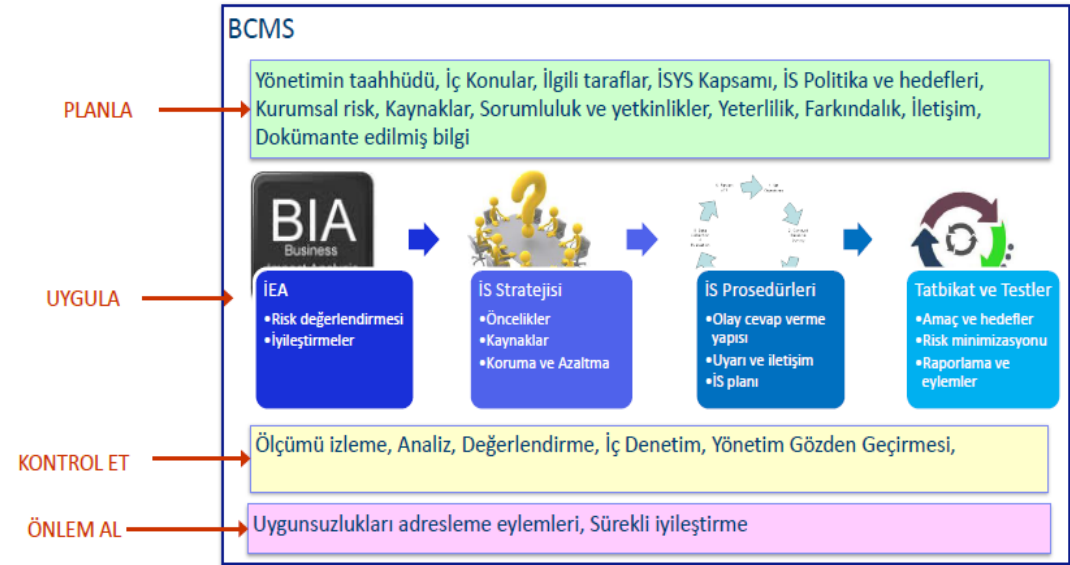 BCMS
PLANLA
Yönetimin taahhüdü, İç Konular, İlgili taraflar, İSYS Kapsamı, İS Politika ve hedefleri,
Kurumsal risk, Kaynaklar, Sorumluluk ve yetkinlikler, Yeterlilik, Farkındalık, İletişim,
Dokümante edilmiş bilgi
UYGULA
BIA
Business
İEA
•Risk değerlendirmesi
•İyileştirmeler
İS Stratejisi
•Öncelikler
•Kaynaklar
•Koruma ve Azaltma
İS Prosedürleri
•Olay cevap verme
yapısı
•Uyarı ve iletişim
•İS planı
Tatbikat ve Testler
•Amaç ve hedefler
•Risk minimizasyonu
•Raporlama ve
eylemler
KONTROL ET
Ölçümü izleme, Analiz, Değerlendirme, İç Denetim, Yönetim Gözden Geçirmesi,
ÖNLEM AL
Uygunsuzlukları adresleme eylemleri, Sürekli iyileştirme